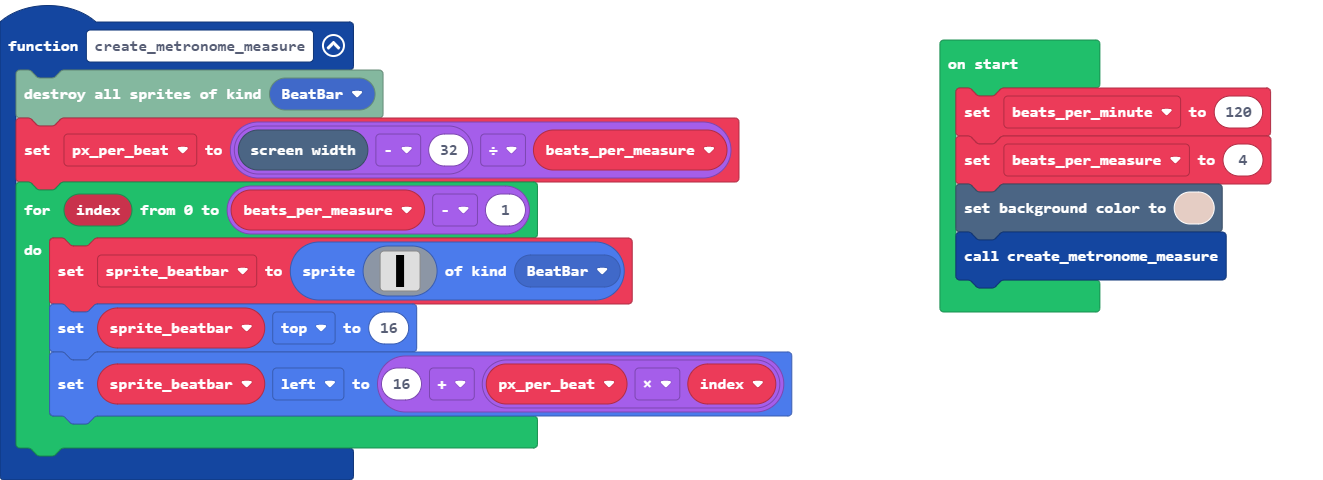 function create_metronome_measure
destroy all sprites of kind BeatBar
set px_per_beat to screen width - 32 ÷ beats_per_measure
for index from 0 to beats_per_measure - 1
do
set sprite_beatbar to sprite of kind BeatBar
set sprite_beatbar top to 16
set sprite_beatbar left to 16 + px_per_beat × index
on start
set beats_per_minute to 120
set beats_per_measure to 4
set background color to
call create_metronome_measure